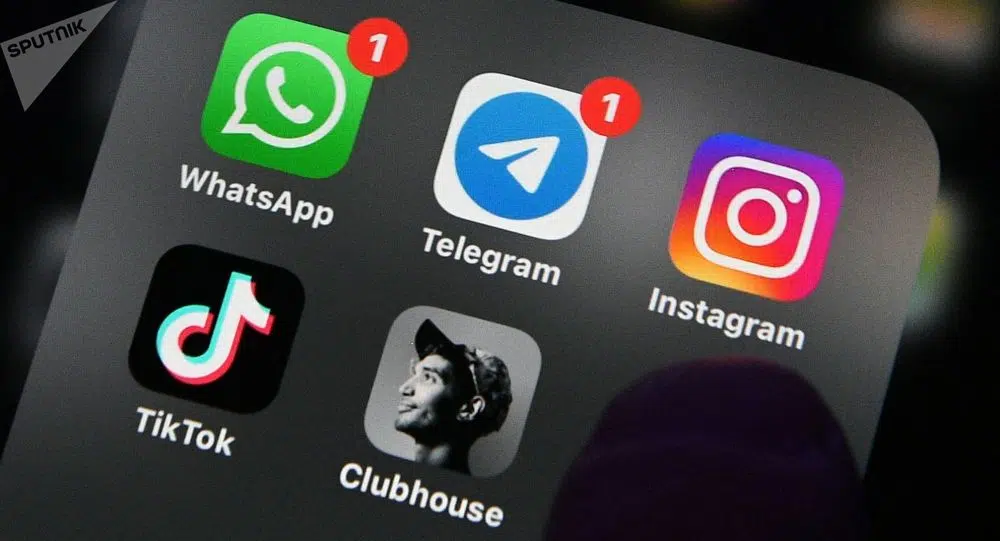 SPUTNIK
1
WhatsApp
1
Telegram
Instagram
TikTok
Clubhouse